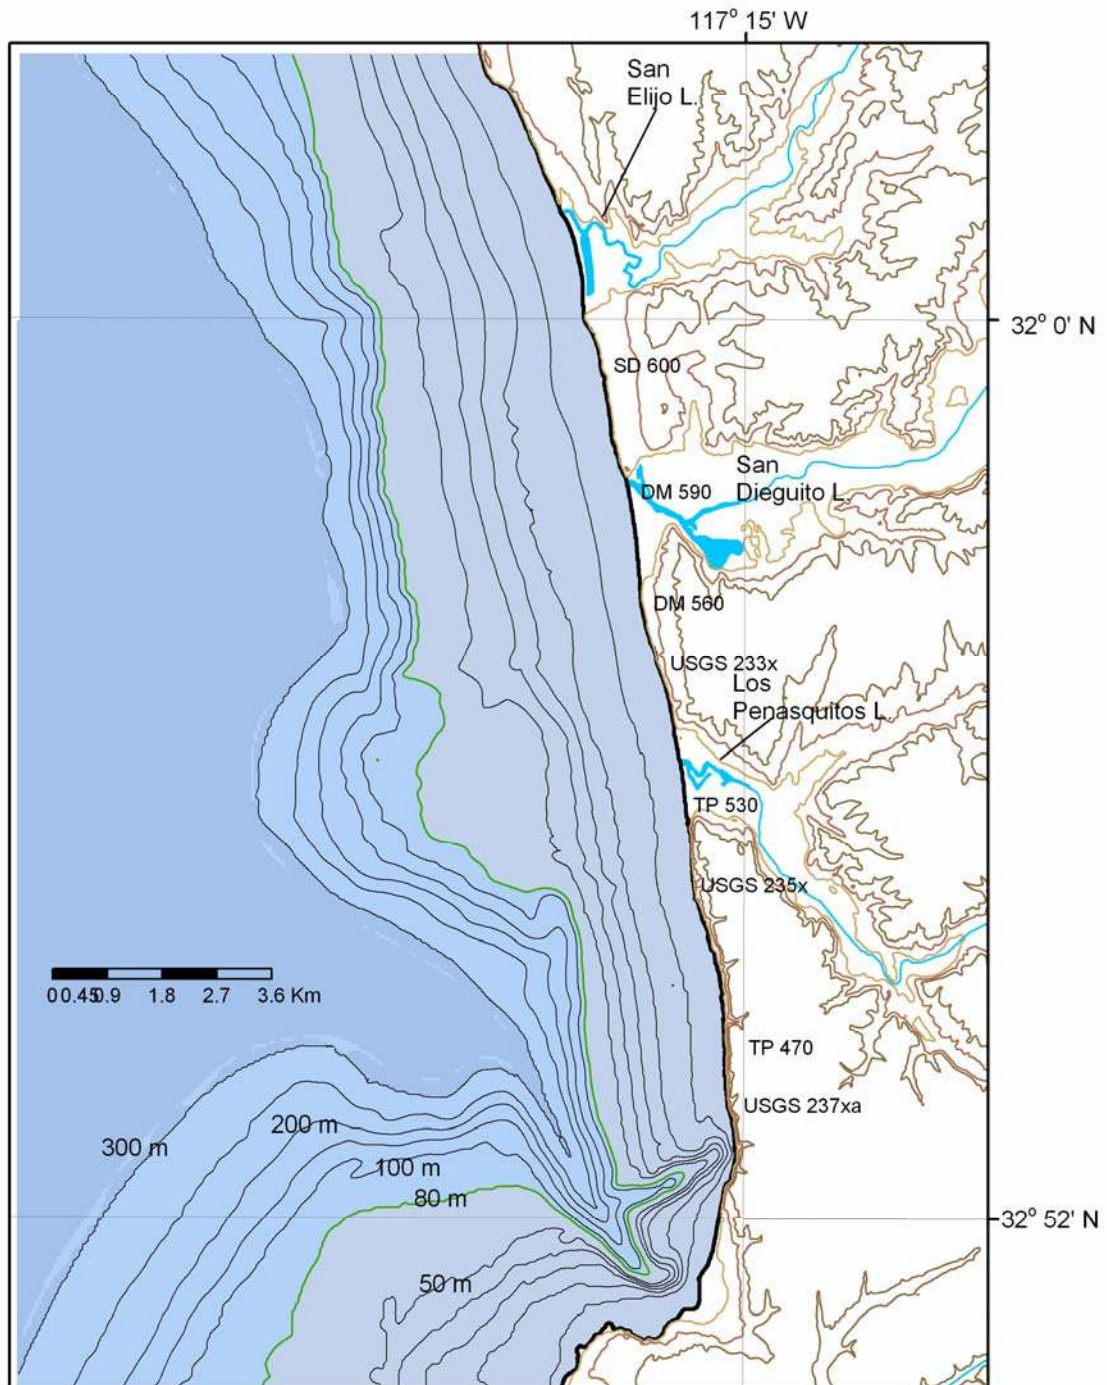 117° 15' W
San
Elijo L.
32° 0' N
SD 600
San
Dieguito L.
DM 590
DM 560
USGS 233x
Los
Penasquitos L.
TP 530
USGS 235x
0 0.45 0.9 1.8 2.7 3.6 Km
TP 470
USGS 237xa
200 m
300 m
100 m
80 m
32° 52' N
50 m